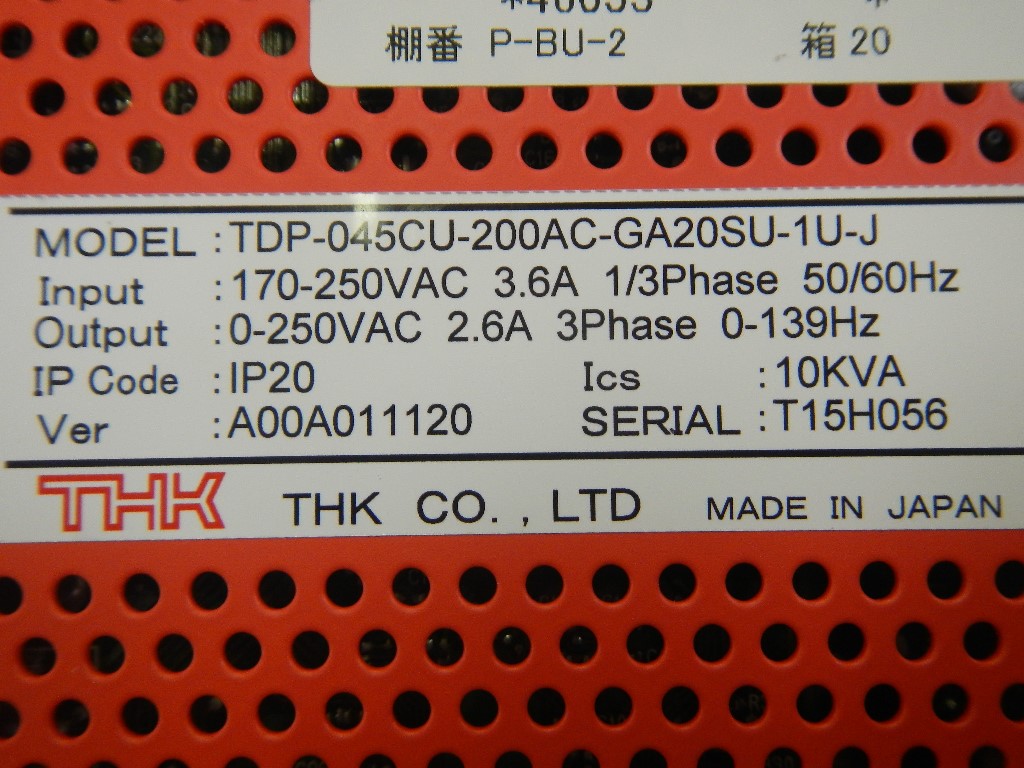 棚番 P-BU-2 箱 20
MODEL :TDP-045CU-200AC-GA20SU-1U-J
Input :170-250VAC 3.6A 1/3Phase 50/60Hz
Output :0-250VAC 2.6A 3Phase 0-139Hz
IP Code :IP20 Ics :10KVA
Ver :A00A011120 SERIAL :T15H056
THK THK CO.,LTD MADE IN JAPAN